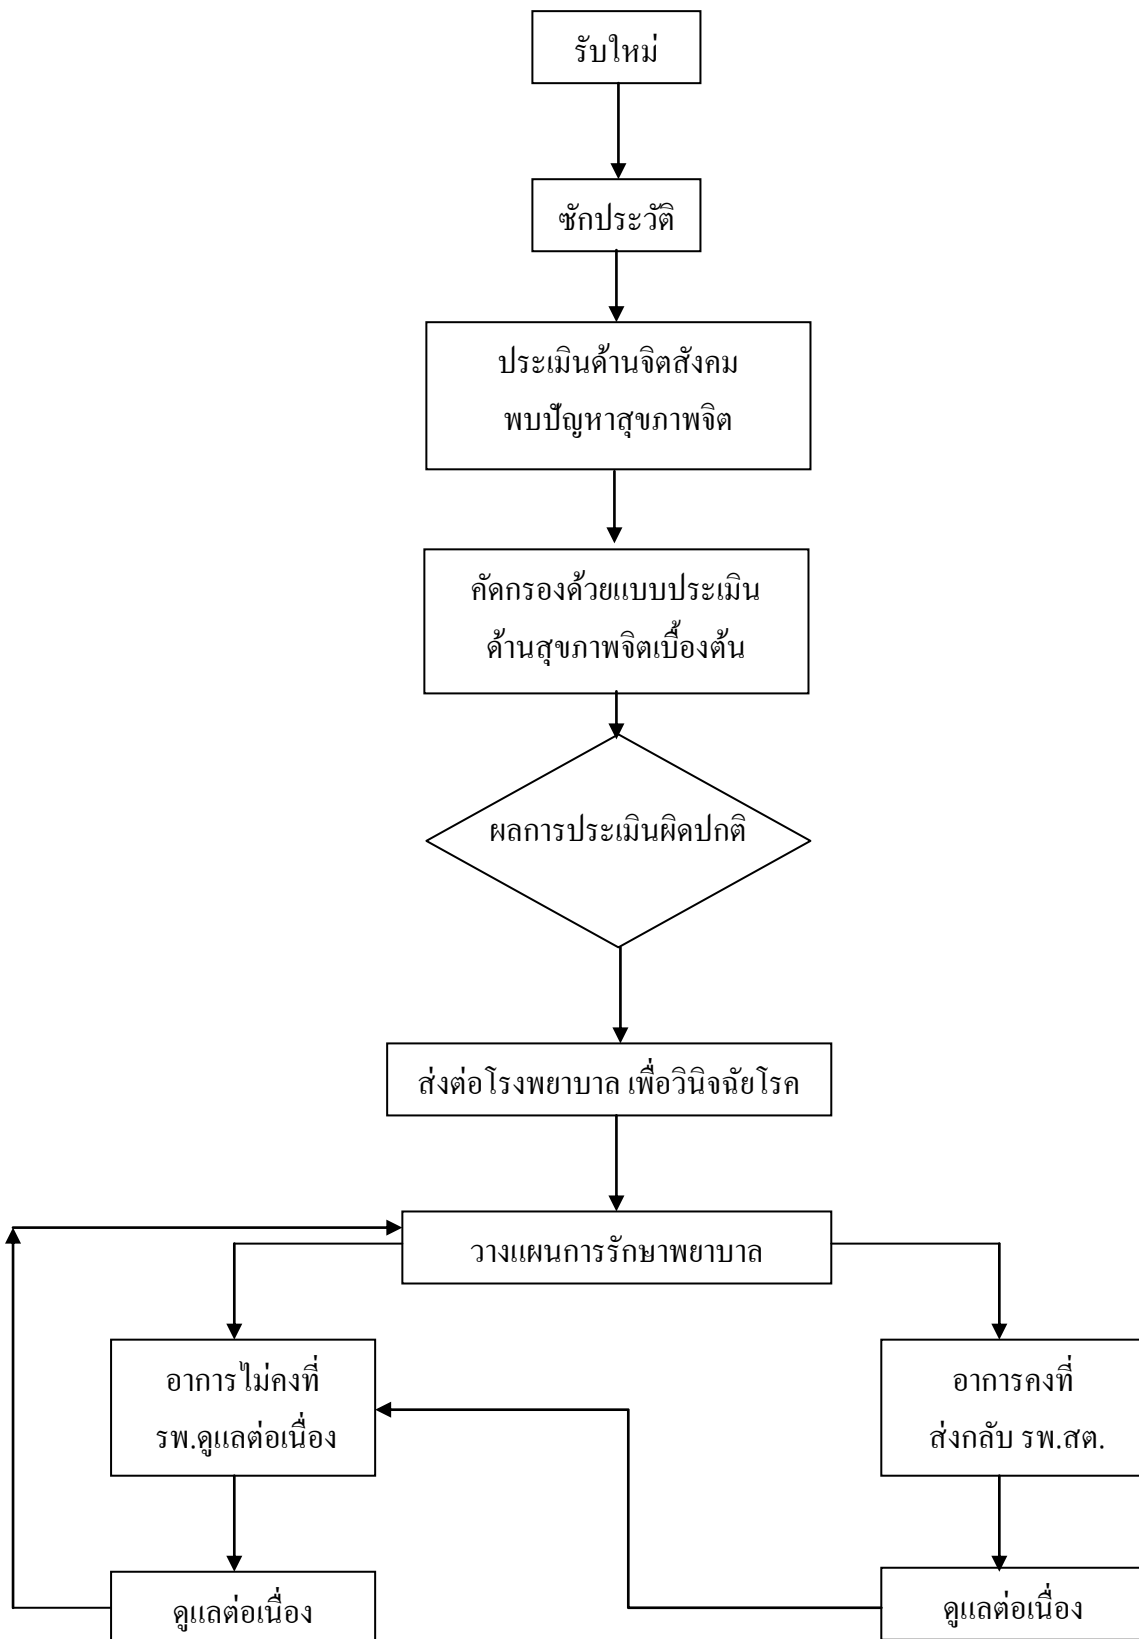 รับใหม่
ซักประวัติ
ประเมินด้านจิตสังคม
พบปัญหาสุขภาพจิต
คัดกรองด้วยแบบประเมิน
ด้านสุขภาพจิตเบื้องต้น
ผลการประเมินผิดปกติ
ส่งต่อโรงพยาบาล เพื่อวินิจฉัยโรค
วางแผนการรักษาพยาบาล
อาการไม่คงที่
รพ.ดูแลต่อเนื่อง
อาการคงที่
ส่งกลับ รพ.สต.
ดูแลต่อเนื่อง
ดูแลต่อเนื่อง